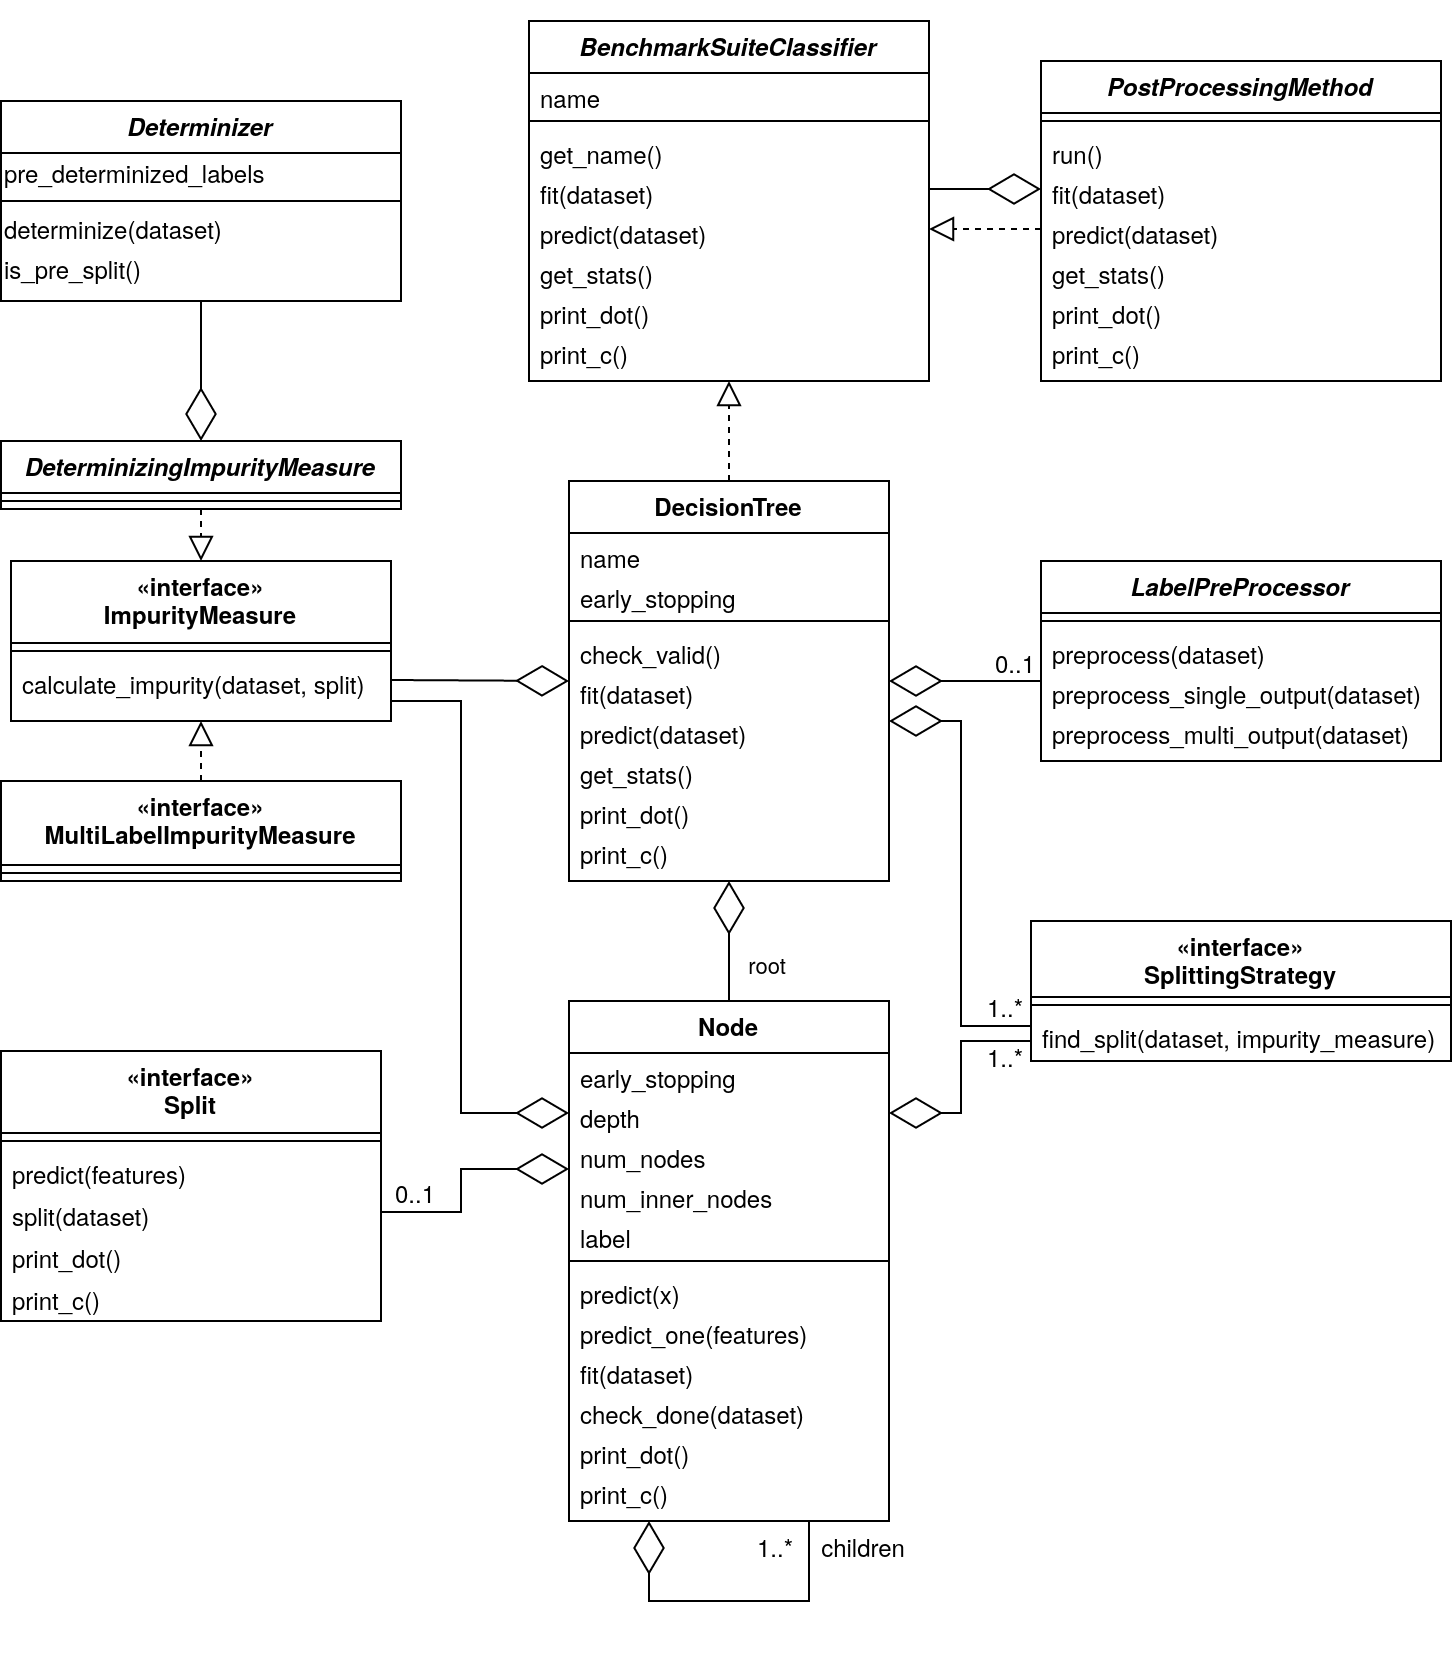 BenchmarkSuiteClassifier
name
get_name()
fit(dataset)
predict(dataset)
get_stats()
print_dot()
print_c()
PostProcessingMethod
run()
fit(dataset)
predict(dataset)
get_stats()
print_dot()
print_c()
Determinizer
pre_determinized_labels
determinize(dataset)
is_pre_split()
DeterminizingImpurityMeasure
«interface»
ImpurityMeasure
calculate_impurity(dataset, split)
«interface»
MultiLabelImpurityMeasure
DecisionTree
name
early_stopping
check_valid()
fit(dataset)
predict(dataset)
get_stats()
print_dot()
print_c()
0..1
LabelPreProcessor
preprocess(dataset)
preprocess_single_output(dataset)
preprocess_multi_output(dataset)
root
1..*
1..*
«interface»
SplittingStrategy
find_split(dataset, impurity_measure)
«interface»
Split
predict(features)
split(dataset)
print_dot()
print_c()
0..1
Node
early_stopping
depth
num_nodes
num_inner_nodes
label
predict(x)
predict_one(features)
fit(dataset)
check_done(dataset)
print_dot()
print_c()
1..* children